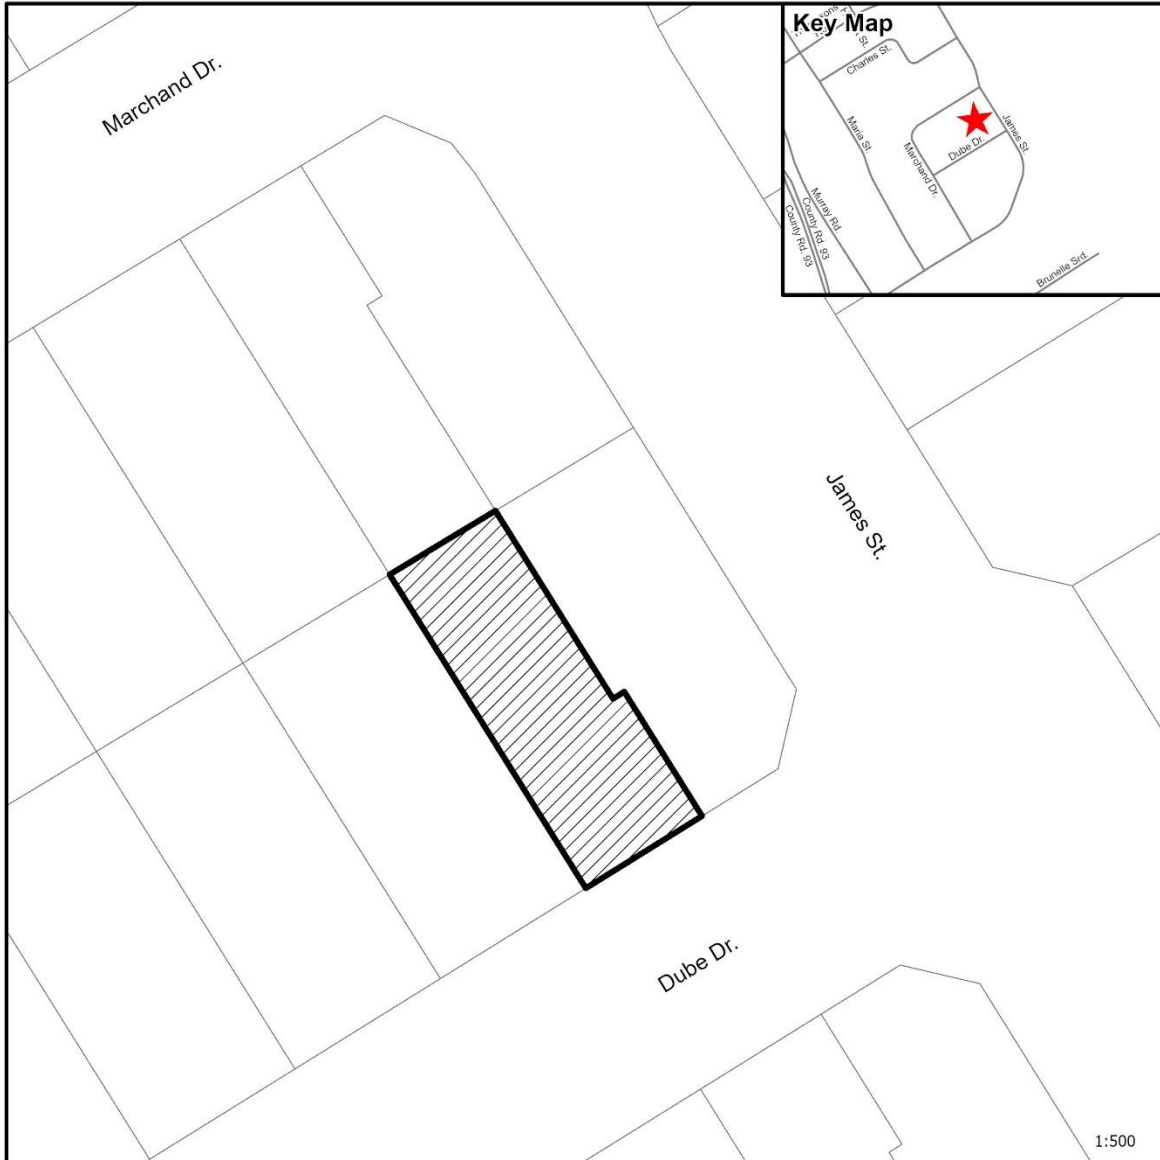 Key Map
Marchand Dr.
Charles St.
Maria St.
James St.
Dube Dr.
Marchand Dr.
Murray Rd
County Rd. 93
County Rd. 93
Brunelle Srd.
James St.
Dube Dr.
1:500